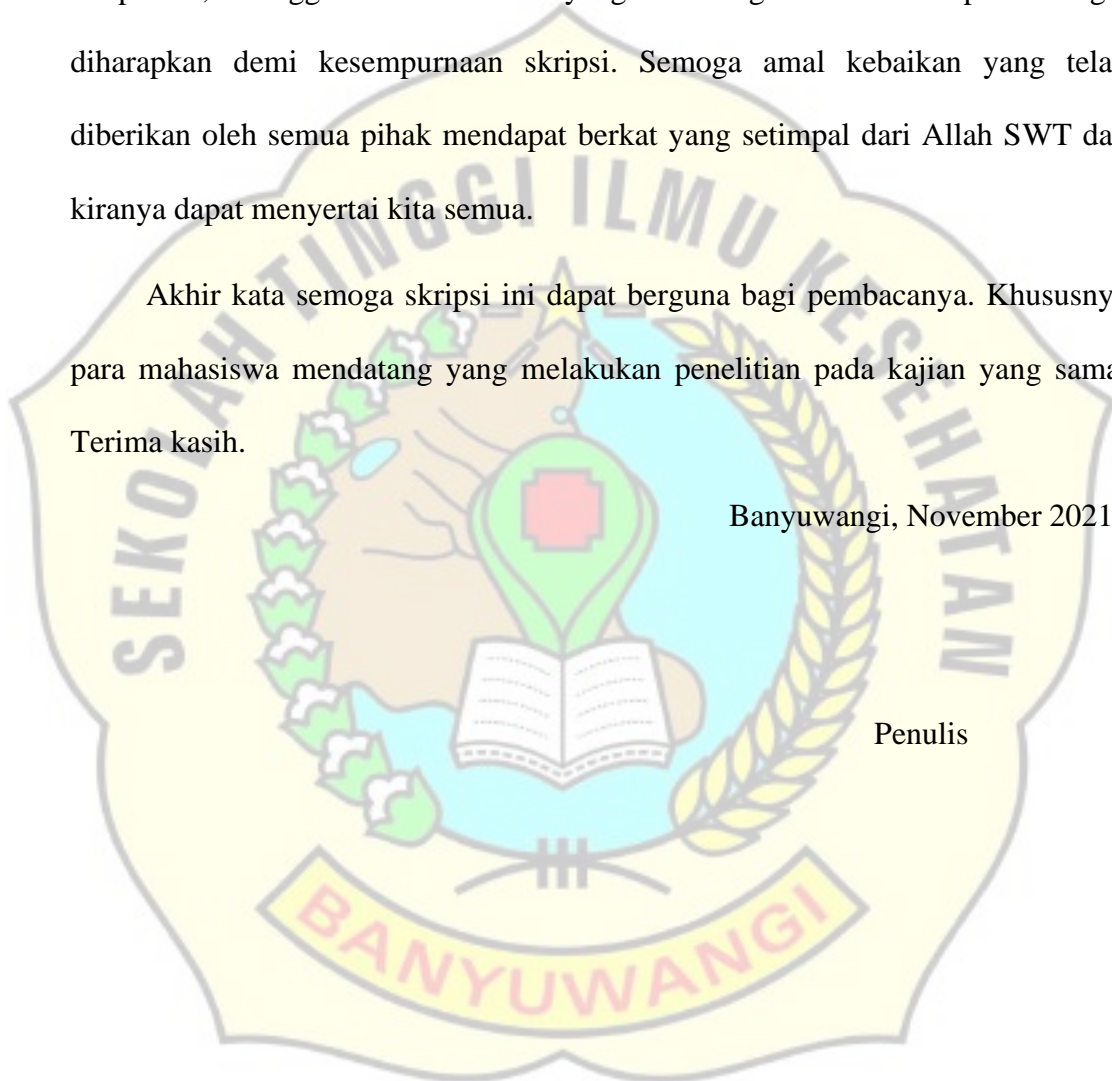 yang
diharapkan demi kesempurnaan skripsi. Semoga amal kebaikan yang tela
diberikan oleh semua pihak mendapat berkat yang setimpal dari Allah SWT da
kiranya dapat menyertai kita semua.
Akhir kata semoga skripsi ini dapat berguna bagi pembacanya. Khususny
para mahasiswa mendatang yang melakukan penelitian pada kajian yang sama
Terima kasih.
Banyuwangi, November 2021
Penulis
SEKOLAH TINGGI ILMU KESEHATAN
BANYUWANGI